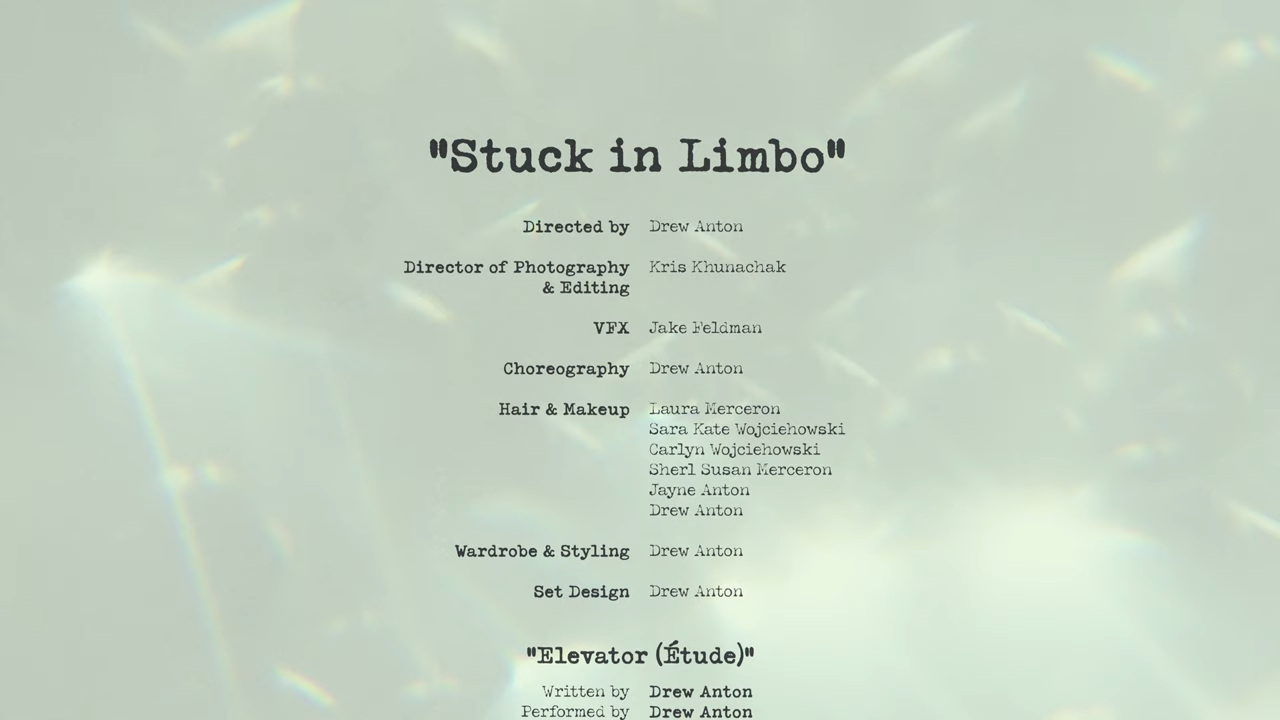 "Stuck in Limbo"
Directed by Drew Anton
Director of Photography Kris Khunachak
& Editing
VFX Jake Feldman
Choreography Drew Anton
Hair & Makeup Laura Merceron
Sara Kate Wojciehowski
Carlyn Wojciehowski
Sherl Susan Merceron
Jayne Anton
Drew Anton
Wardrobe & Styling Drew Anton
Set Design Drew Anton
"Elevator (Étude)"
Written by Drew Anton
Performed by Drew Anton